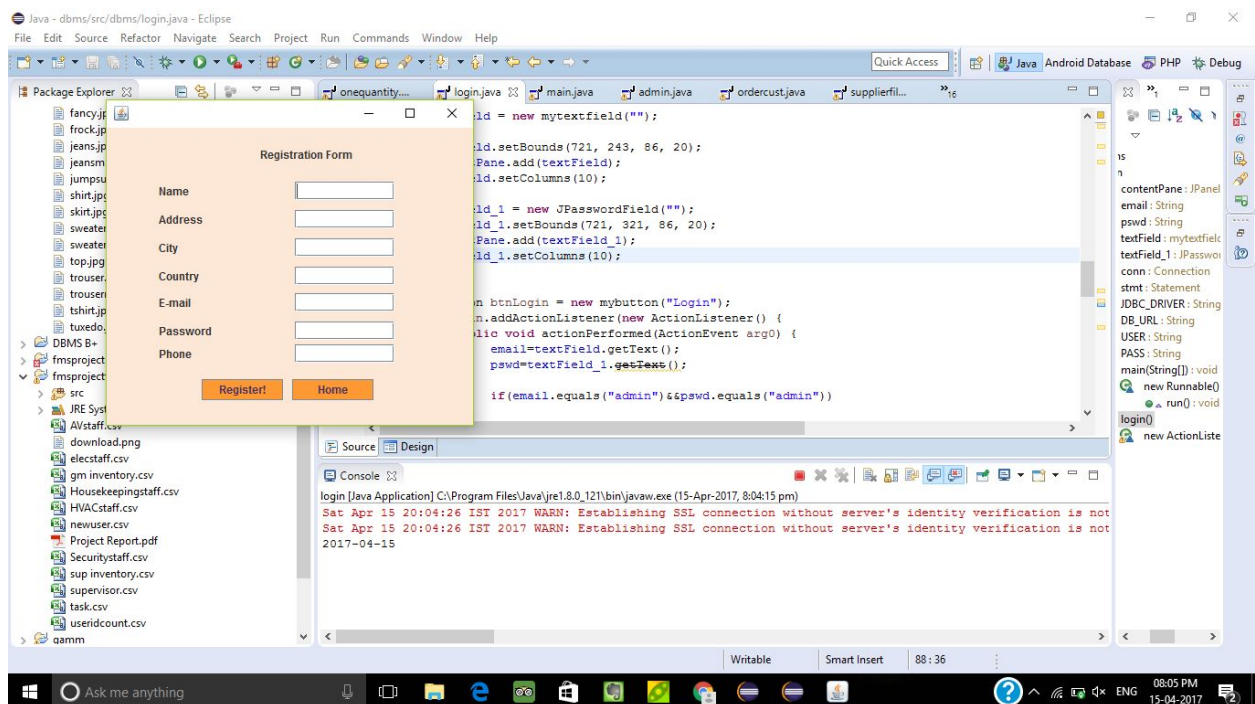 Java - dbms/src/dbms/login.java - Eclipse
File Edit Source Refactor Navigate Search Project Run Commands Window Help
Quick Access
Java Android Database PHP Debug
Package Explorer
onequantity....
login.java
main.java
admin.java
ordercust.java
supplierfil...
»16
»1
fancy.jp
frock.jp
jeans.jp
jeansm
jumpsu
shirt.jpg
skirt.jpg
sweater
sweater
top.jpg
trouser.
trouser
tshirt.jp
tuxedo.
DBMS B+
fmsproject
fmsproject
src
JRE Syst
AVstaff.csv
download.png
elecstaff.csv
gm inventory.csv
Housekeepingstaff.csv
HVACstaff.csv
newuser.csv
Project Report.pdf
Securitystaff.csv
sup inventory.csv
supervisor.csv
task.csv
useridcount.csv
gamm
Registration Form
Name
Address
City
Country
E-mail
Password
Phone
Register!
Home
ld = new mytextfield("");
ld.setBounds(721, 243, 86, 20);
Pane.add(textField);
ld.setColumns(10);
ld_1 = new JPasswordField("");
ld_1.setBounds(721, 321, 86, 20);
Pane.add(textField_1);
ld_1.setColumns(10);
n btnLogin = new mybutton("Login");
n.addActionListener(new ActionListener() {
lic void actionPerformed(ActionEvent arg0) {
email=textField.getText();
pswd=textField_1.getText();
if(email.equals("admin")&&pswd.equals("admin"))
Source Design
ns
n
contentPane : JPanel
email : String
pswd : String
textField : mytextfielc
textField_1 : JPasswor
conn : Connection
stmt : Statement
JDBC_DRIVER : String
DB_URL : String
USER : String
PASS : String
main(String[]) : void
new Runnable()
run() : void
login()
new ActionListe
Console
login [Java Application] C:\Program Files\Java\jre1.8.0_121\bin\javaw.exe (15-Apr-2017, 8:04:15 pm)
Sat Apr 15 20:04:26 IST 2017 WARN: Establishing SSL connection without server's identity verification is not
Sat Apr 15 20:04:26 IST 2017 WARN: Establishing SSL connection without server's identity verification is not
2017-04-15
Writable
Smart Insert
88 : 36
Ask me anything
ENG
08:05 PM
15-04-2017